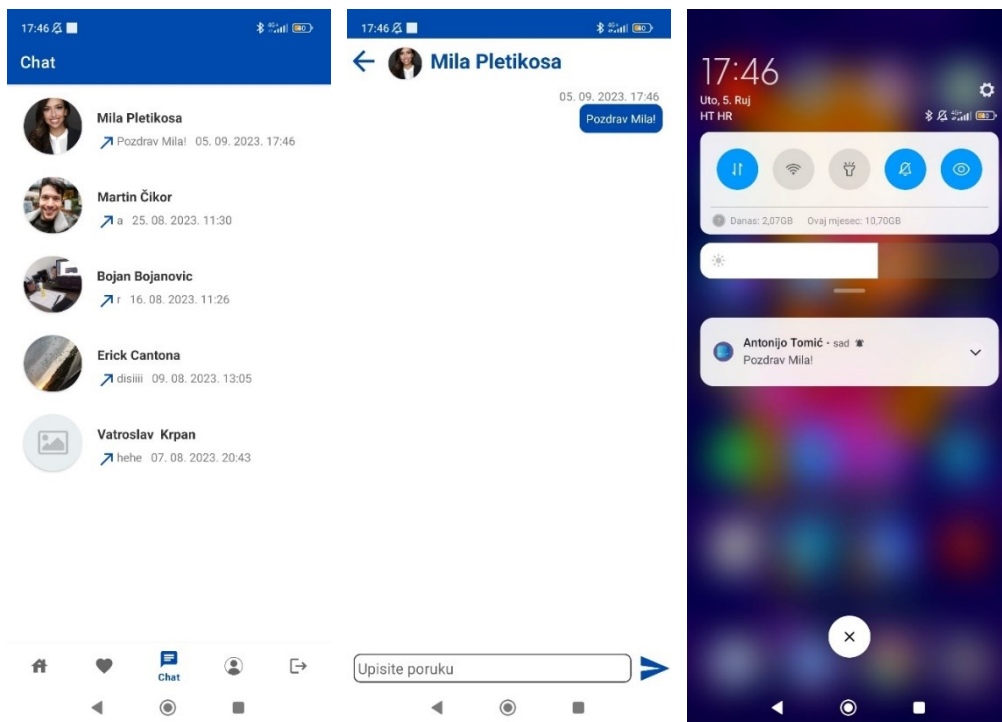 17:46
Chat
Mila Pletikosa
Pozdrav Mila! 05. 09. 2023. 17:46
Martin Čikor
a 25. 08. 2023. 11:30
Bojan Bojanovic
r 16. 08. 2023. 11:26
Erick Cantona
disiiii 09. 08. 2023. 13:05
Vatroslav Krpan
hehe 07. 08. 2023. 20:43
Chat
17:46
Mila Pletikosa
05. 09. 2023. 17:46
Pozdrav Mila!
Upisite poruku
17:46
Uto, 5. Ruj
HT HR
Danas: 2,07GB Ovaj mjesec: 10,70GB
Antonijo Tomić · sad
Pozdrav Mila!